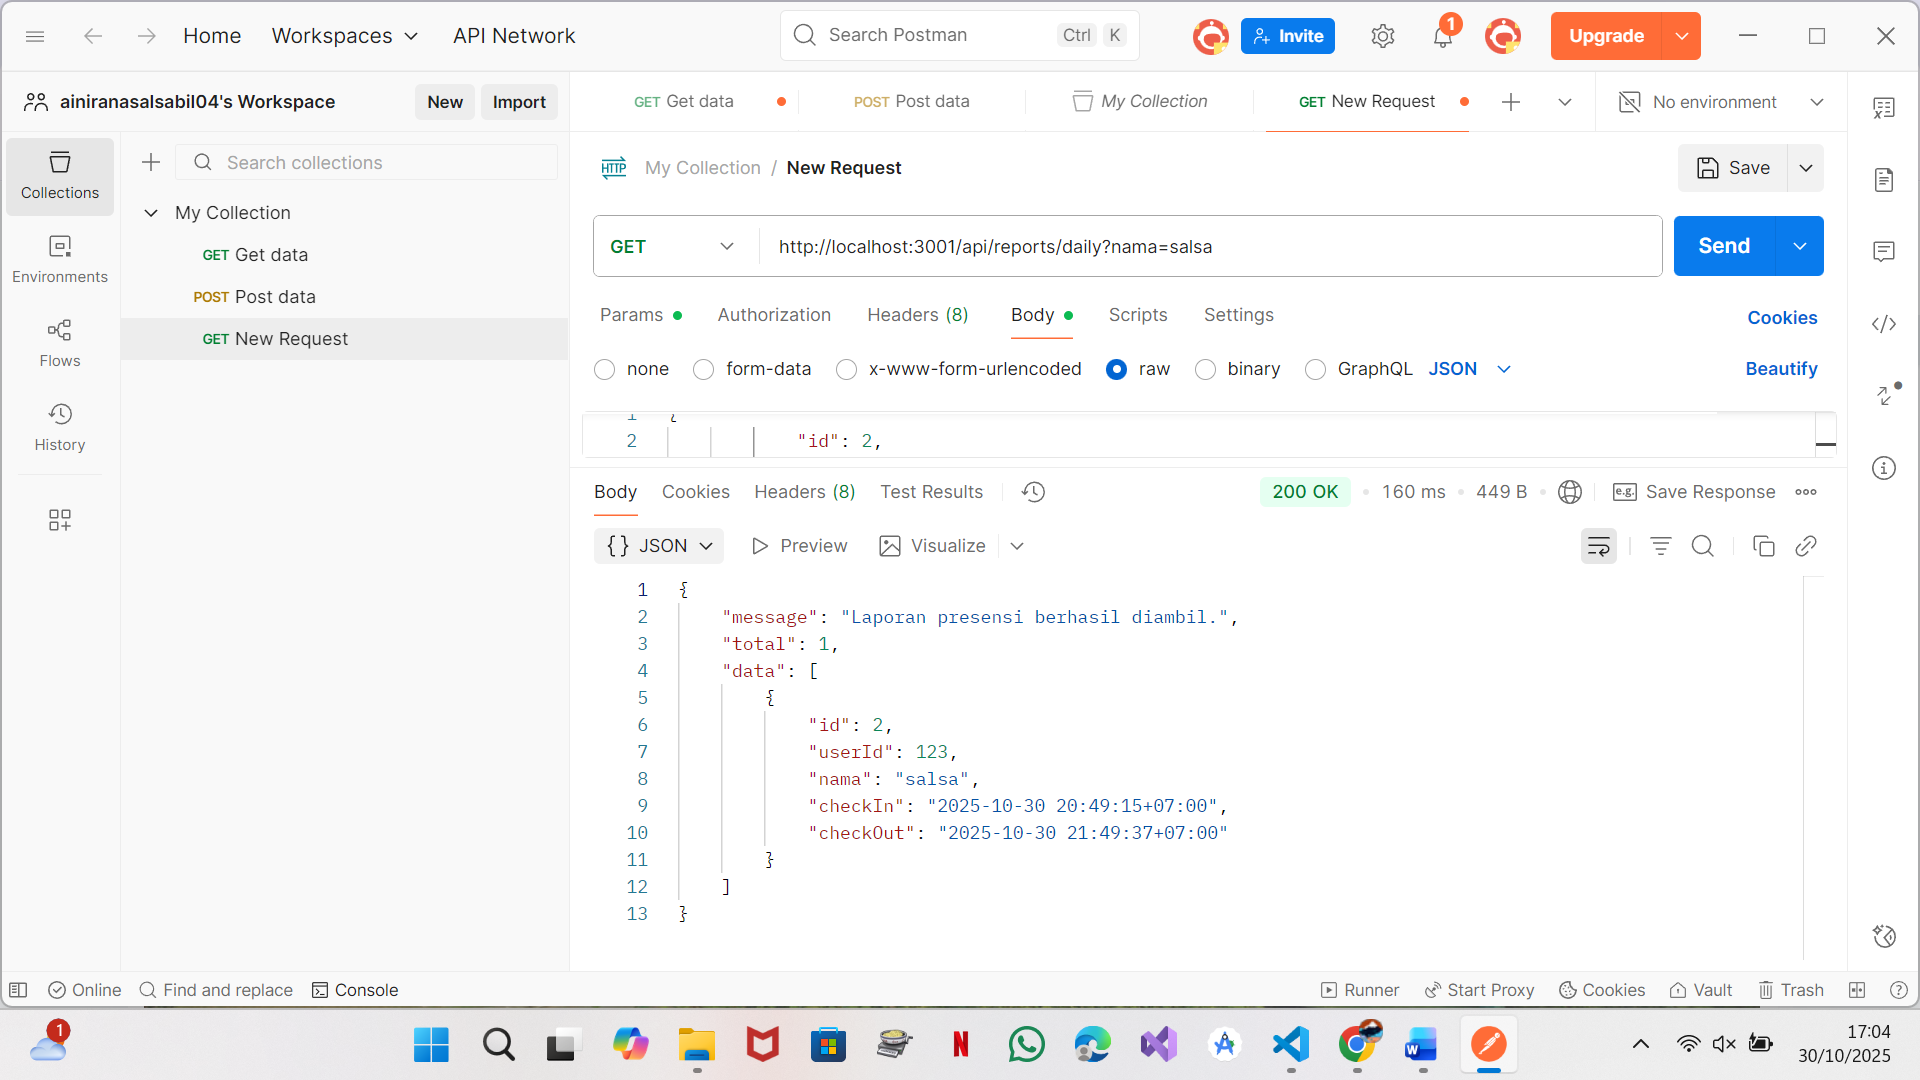 Home
Workspaces
API Network
Search Postman
Ctrl K
Invite
1
Upgrade
ainiranasalsabil04's Workspace
New
Import
GET Get data
POST Post data
My Collection
GET New Request
No environment
Collections
Environments
Flows
History
Search collections
My Collection
GET Get data
POST Post data
GET New Request
HTTP
My Collection / New Request
Save
GET
http://localhost:3001/api/reports/daily?nama=salsa
Send
Params
Authorization
Headers (8)
Body
Scripts
Settings
Cookies
none
form-data
x-www-form-urlencoded
raw
binary
GraphQL
JSON
Beautify
1 {
2 "id": 2,
Body
Cookies
Headers (8)
Test Results
200 OK
160 ms
449 B
e.g.
Save Response
{} JSON
Preview
Visualize
1 {
2 "message": "Laporan presensi berhasil diambil.",
3 "total": 1,
4 "data": [
5 {
6 "id": 2,
7 "userId": 123,
8 "nama": "salsa",
9 "checkIn": "2025-10-30 20:49:15+07:00",
10 "checkOut": "2025-10-30 21:49:37+07:00"
11 }
12 ]
13 }
Online
Find and replace
Console
Runner
Start Proxy
Cookies
Vault
Trash
1
N
W
17:04
30/10/2025